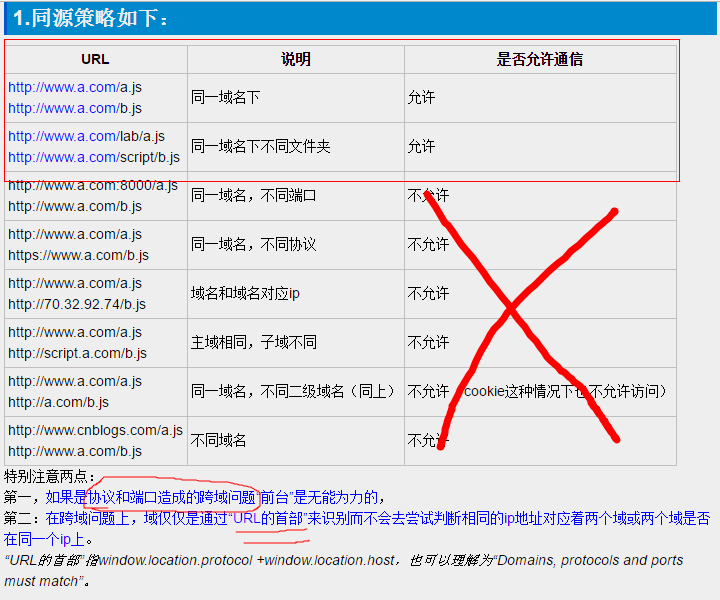 1.同源策略如下：
URL 说明 是否允许通信
http://www.a.com/a.js
http://www.a.com/b.js
同一域名下 允许
http://www.a.com/lab/a.js
http://www.a.com/script/b.js
同一域名下不同文件夹 允许
http://www.a.com:8000/a.js
http://www.a.com/b.js
同一域名，不同端口 不允许
http://www.a.com/a.js
https://www.a.com/b.js
同一域名，不同协议 不允许
http://www.a.com/a.js
http://70.32.92.74/b.js
域名和域名对应ip 不允许
http://www.a.com/a.js
http://script.a.com/b.js
主域相同，子域不同 不允许
http://www.a.com/a.js
http://a.com/b.js
同一域名，不同二级域名（同上） 不允许 cookie这种情况下也不允许访问）
http://www.cnblogs.com/a.js
http://www.a.com/b.js
不同域名 不允许
特别注意两点：
第一，如果是协议和端口造成的跨域问题“前台”是无能为力的，
第二：在跨域问题上，域仅仅是通过“URL的首部”来识别而不会去尝试判断相同的ip地址对应着两个域或两个域是否
在同一个ip上。
“URL的首部”指window.location.protocol +window.location.host，也可以理解为“Domains, protocols and ports
must match”。